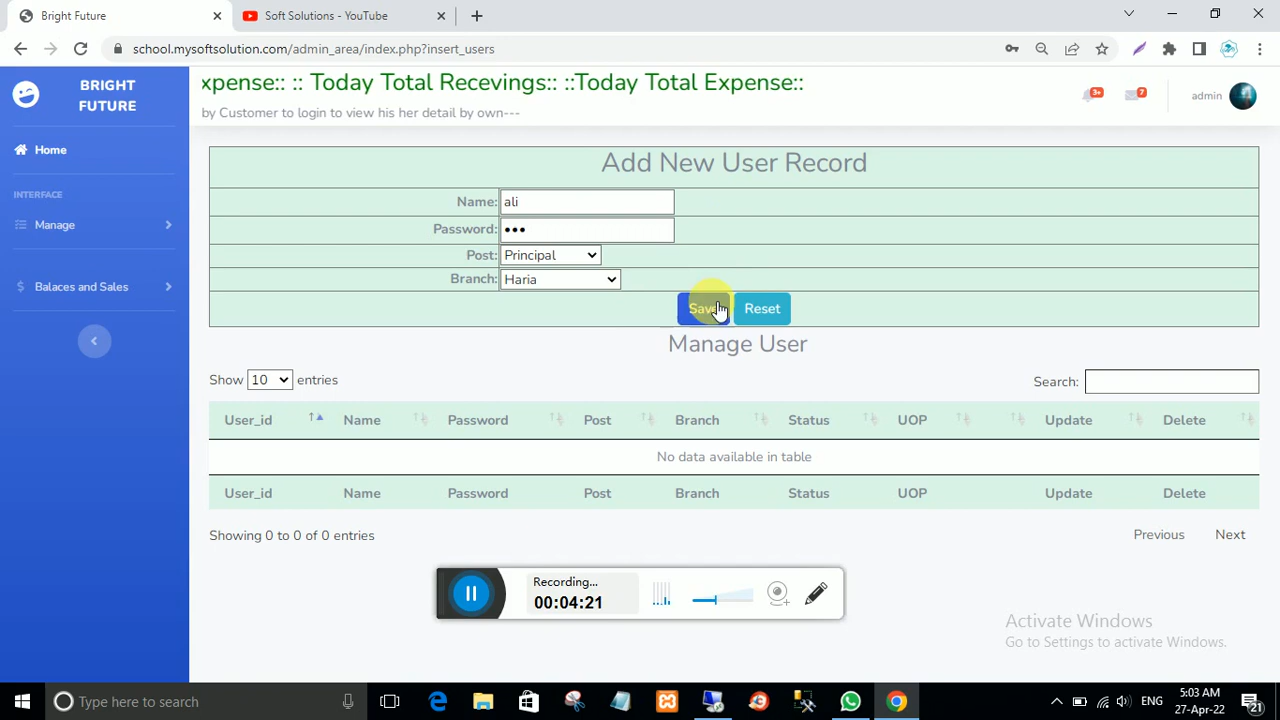 Bright Future
Soft Solutions - YouTube
school.mysoftsolution.com/admin_area/index.php?insert_users
BRIGHT
FUTURE
xpense:: :: Today Total Recevings:: ::Today Total Expense::
by Customer to login to view his her detail by own---
3+
7
admin
Home
INTERFACE
Manage
$ Balaces and Sales
Add New User Record
Name: ali
Password: •••
Post: Principal
Branch: Haria
Save Reset
Manage User
Show 10 entries
Search:
User_id Name Password Post Branch Status UOP Update Delete
No data available in table
User_id Name Password Post Branch Status UOP Update Delete
Showing 0 to 0 of 0 entries
Previous Next
Recording...
00:04:21
Activate Windows
Go to Settings to activate Windows.
Type here to search
ENG
5:03 AM
27-Apr-22
21